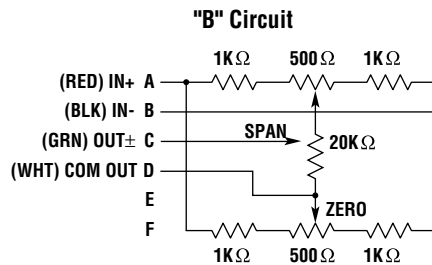 "B" Circuit
1KΩ 500Ω 1KΩ
(RED) IN+ A
(BLK) IN- B
(GRN) OUT± C SPAN 20KΩ
(WHT) COM OUT D
E ZERO
F
1KΩ 500Ω 1KΩ